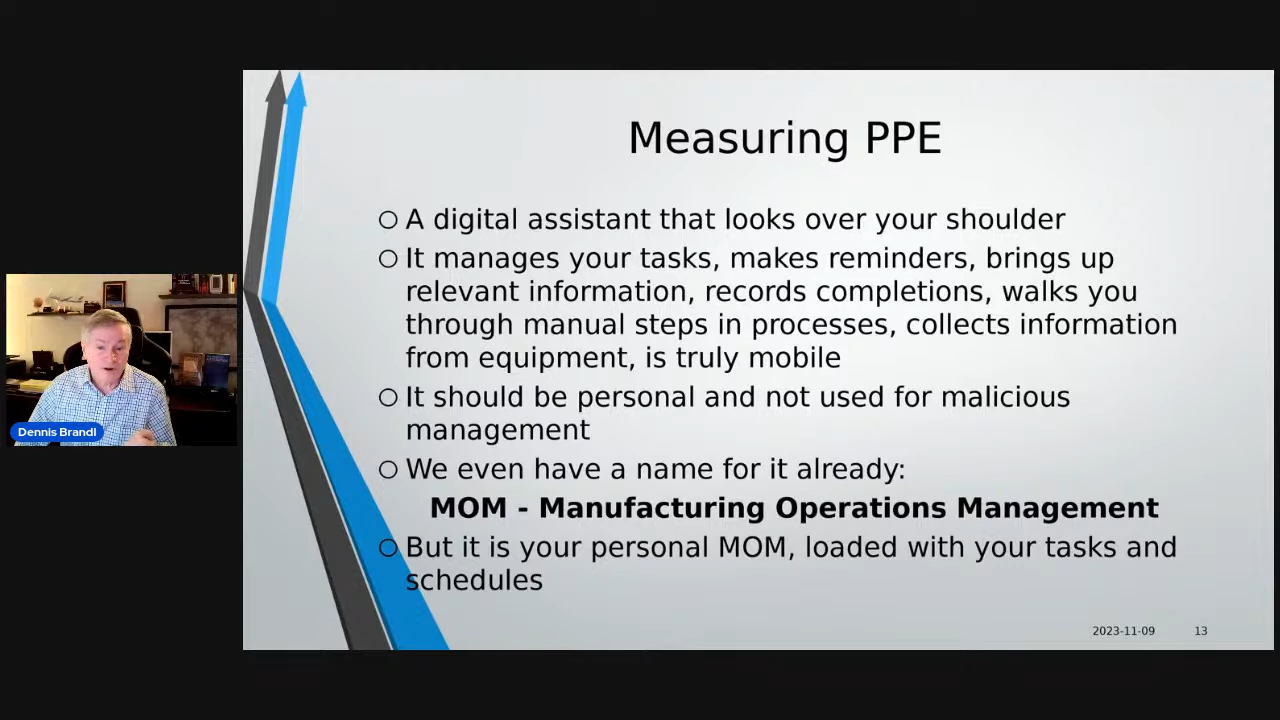 Measuring PPE
A digital assistant that looks over your shoulder
It manages your tasks, makes reminders, brings up
relevant information, records completions, walks you
through manual steps in processes, collects information
from equipment, is truly mobile
It should be personal and not used for malicious
management
We even have a name for it already:
MOM - Manufacturing Operations Management
But it is your personal MOM, loaded with your tasks and
schedules
2023-11-09 13
Dennis Brandl